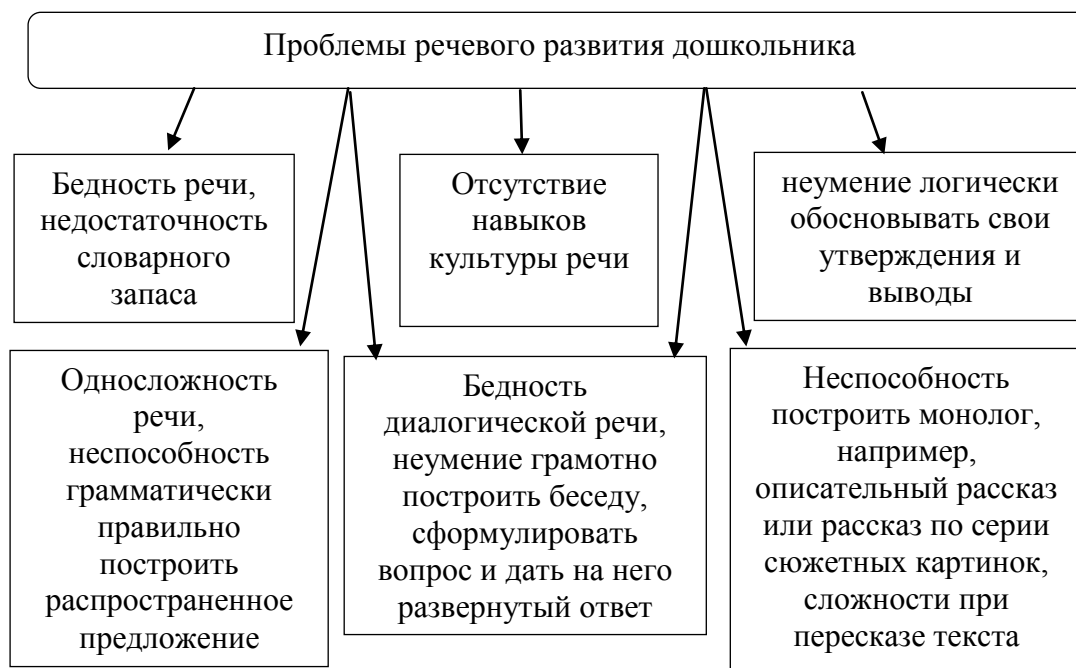 Проблемы речевого развития дошкольника
Бедность речи,
недостаточность
словарного
запаса
Отсутствие
навыков
культуры речи
неумение логически
обосновывать свои
утверждения и
выводы
Односложность
речи,
неспособность
грамматически
правильно
построить
распространенное
предложение
Бедность
диалогической речи,
неумение грамотно
построить беседу,
сформулировать
вопрос и дать на него
развернутый ответ
Неспособность
построить монолог,
например,
описательный рассказ
или рассказ по серии
сюжетных картинок,
сложности при
пересказе текста